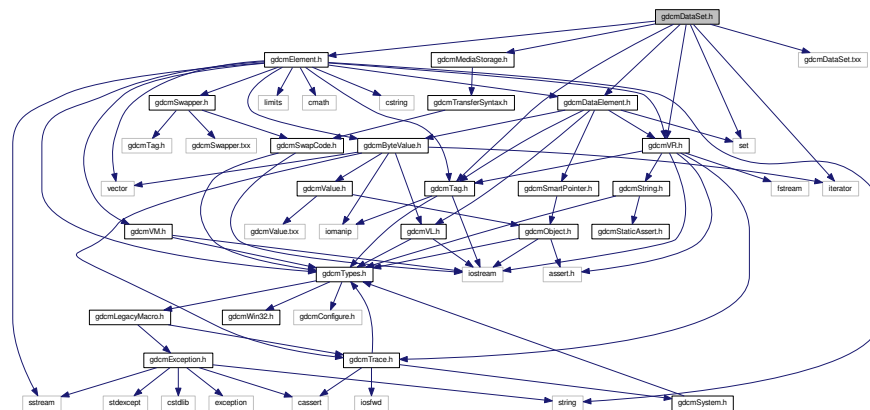 gdcmDataSet.h
gdcmElement.h
gdcmMediaStorage.h
gdcmDataSet.txx
gdcmSwapper.h
limits
cmath
cstring
gdcmTransferSyntax.h
gdcmDataElement.h
gdcmTag.h
gdcmSwapper.txx
gdcmSwapCode.h
gdcmByteValue.h
gdcmVR.h
set
vector
gdcmValue.h
gdcmTag.h
gdcmSmartPointer.h
gdcmString.h
fstream
iterator
gdcmValue.txx
iomanip
gdcmVM.h
gdcmVL.h
gdcmObject.h
gdcmStaticAssert.h
gdcmTypes.h
iostream
assert.h
gdcmLegacyMacro.h
gdcmWin32.h
gdcmConfigure.h
gdcmException.h
gdcmTrace.h
sstream
stdexcept
cstdlib
exception
cassert
iosfwd
string
gdcmSystem.h